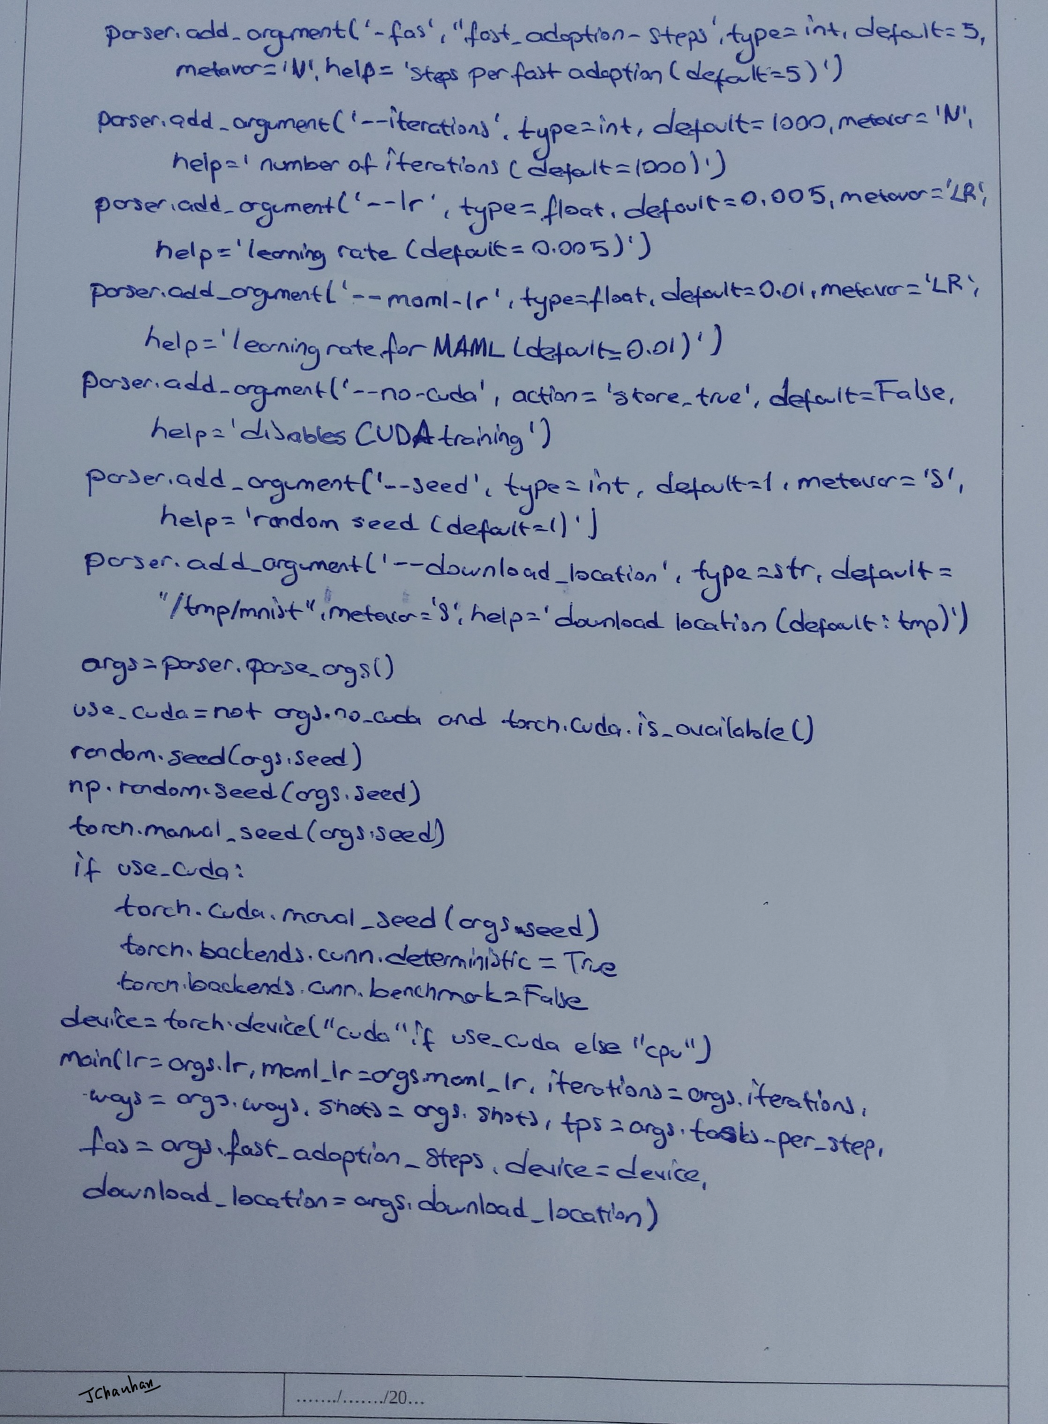 parser.add_argument('-fas', "fast_adaption-steps', type=int, default=5,
metavar='N', help='steps per fast adaption (default=5)')
parser.add_argument('--iterations', type=int, default=1000, metavar='N',
help='number of iterations (default=1000)')
parser.add_argument('--lr', type=float, default=0.005, metavar='LR',
help='learning rate (default=0.005)')
parser.add_argument('--maml-lr', type=float, default=0.01, metavar='LR',
help='learning rate for MAML (default=0.01)')
parser.add_argument('--no-cuda', action='store_true', default=False,
help='disables CUDA training')
parser.add_argument('--seed', type=int, default=1, metavar='S',
help='random seed (default=1)')
parser.add_argument('--download_location', type=str, default=
"/tmp/mnist", metavar='S', help='download location (default: tmp)')
args=parser.parse_args()
use_cuda=not args.no_cuda and torch.cuda.is_available()
random.seed(args.seed)
np.random.seed(args.seed)
torch.manual_seed(args.seed)
if use_cuda:
torch.cuda.manual_seed(args.seed)
torch.backends.cunn.deterministic = True
torch.backends.cunn.benchmark=False
device=torch.device("cuda" if use_cuda else "cpu")
main(lr=args.lr, maml_lr=args.maml_lr, iterations=args.iterations,
ways=args.ways, shots=args.shots, tps=args.tasks-per_step,
fas=args.fast_adaption_steps, device=device,
download_location=args.download_location)
JChauhan
......./......./20...